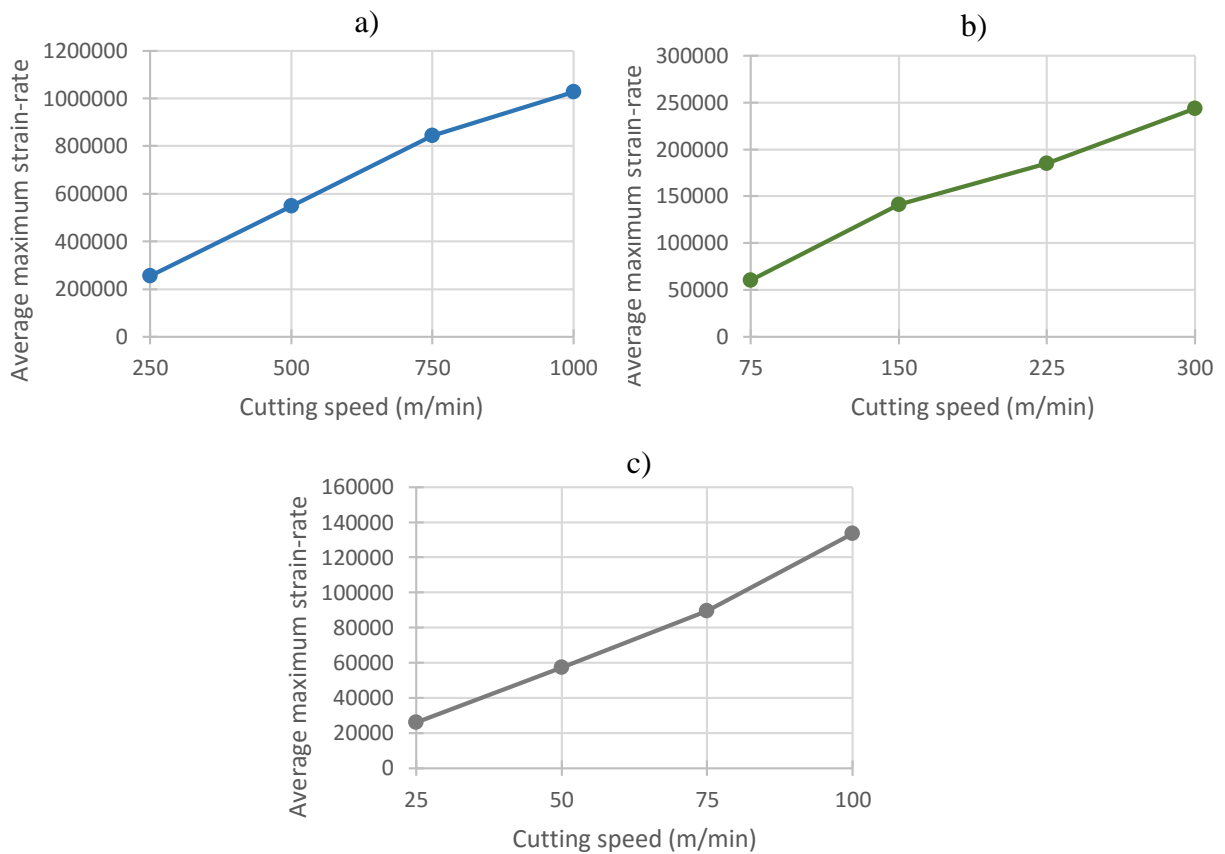 a)
Average maximum strain-rate
1200000
1000000
800000
600000
400000
200000
0
250 500 750 1000
Cutting speed (m/min)
b)
Average maximum strain-rate
300000
250000
200000
150000
100000
50000
0
75 150 225 300
Cutting speed (m/min)
c)
Average maximum strain-rate
160000
140000
120000
100000
80000
60000
40000
20000
0
25 50 75 100
Cutting speed (m/min)